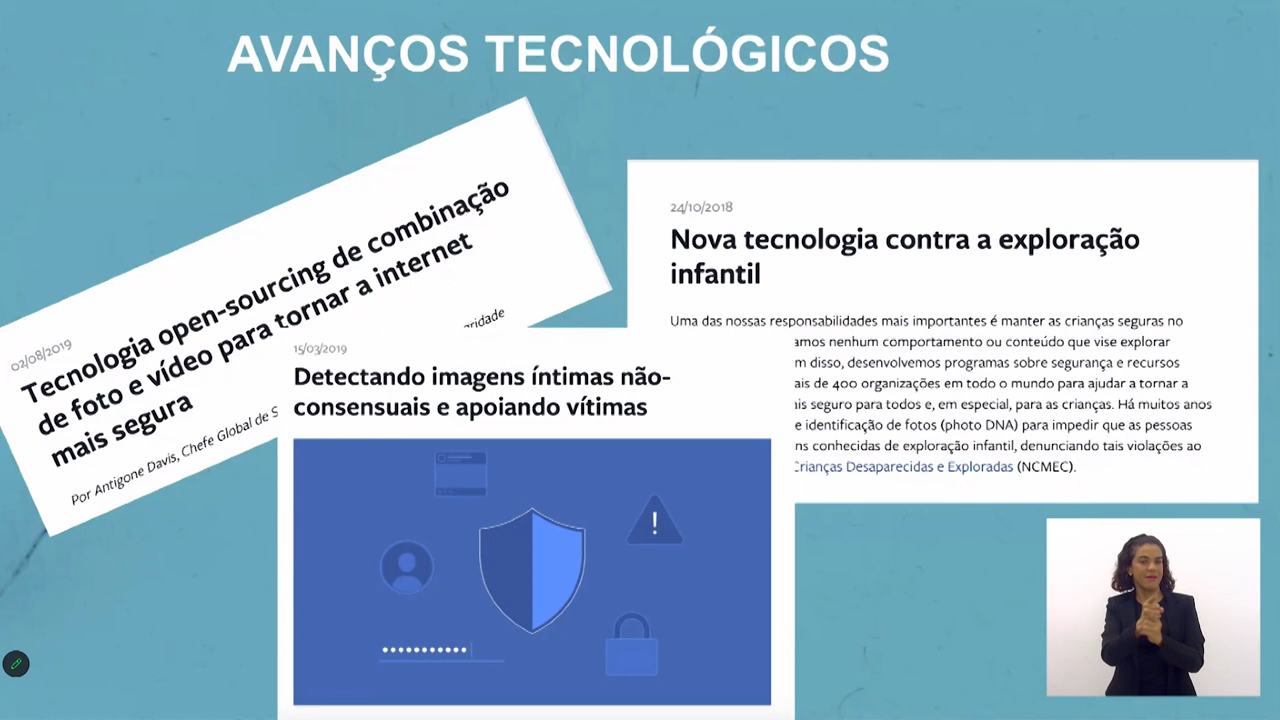 AVANÇOS TECNOLÓGICOS
02/08/2019
Tecnologia open-sourcing de combinação
de foto e vídeo para tornar a internet
mais segura
Por Antigone Davis, Chefe Global de S
24/10/2018
Nova tecnologia contra a exploração
infantil
Uma das nossas responsabilidades mais importantes é manter as crianças seguras no
amos nenhum comportamento ou conteúdo que vise explorar
m disso, desenvolvemos programas sobre segurança e recursos
ais de 400 organizações em todo o mundo para ajudar a tornar a
is seguro para todos e, em especial, para as crianças. Há muitos anos
e identificação de fotos (photo DNA) para impedir que as pessoas
ns conhecidas de exploração infantil, denunciando tais violações ao
Crianças Desaparecidas e Exploradas (NCMEC).
15/03/2019
Detectando imagens íntimas não-
consensuais e apoiando vítimas